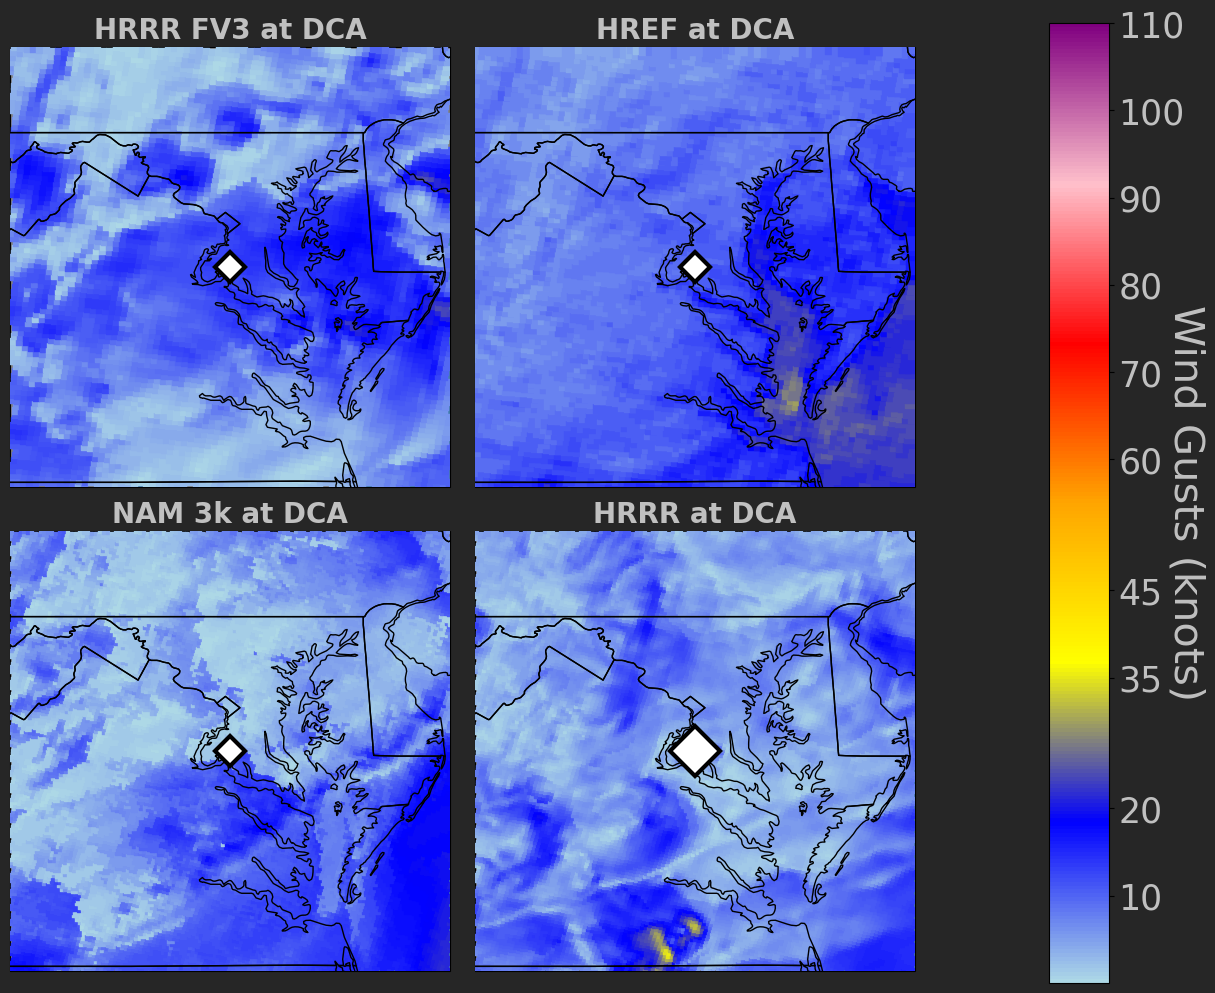 HRRR FV3 at DCA
HREF at DCA
NAM 3k at DCA
HRRR at DCA
110
100
90
80
70
60
45
35
20
10
Wind Gusts (knots)